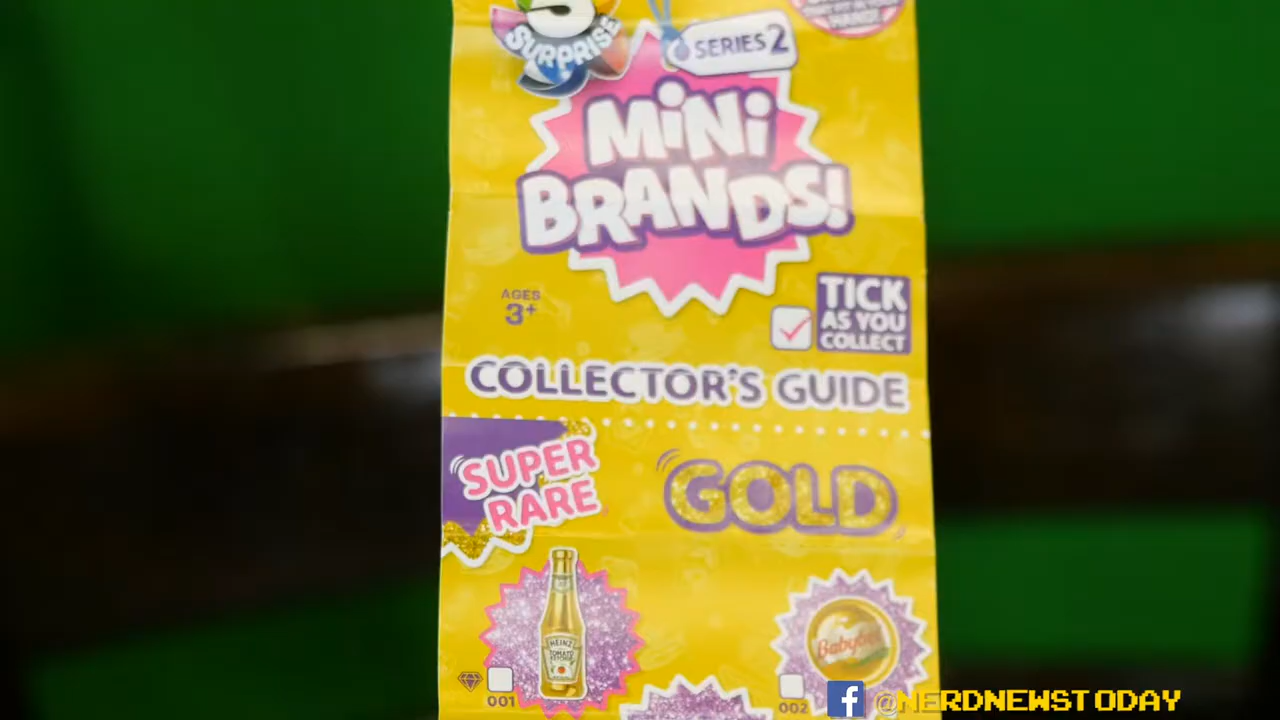 5
SURPRISE
SERIES 2
MiNi
BRANDS!
AGES
3+
TICK
AS YOU
COLLECT
COLLECTOR'S GUIDE
SUPER
RARE
GOLD
HEINZ
TOMATO
KETCHUP
Babybel
001
002
@NERDNEWSTODAY